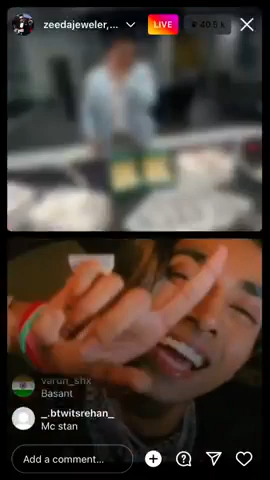 zeedajeweler,...
LIVE
40.5 k
varun_shx
Basant
_.btwitsrehan_
Mc stan
Add a comment...